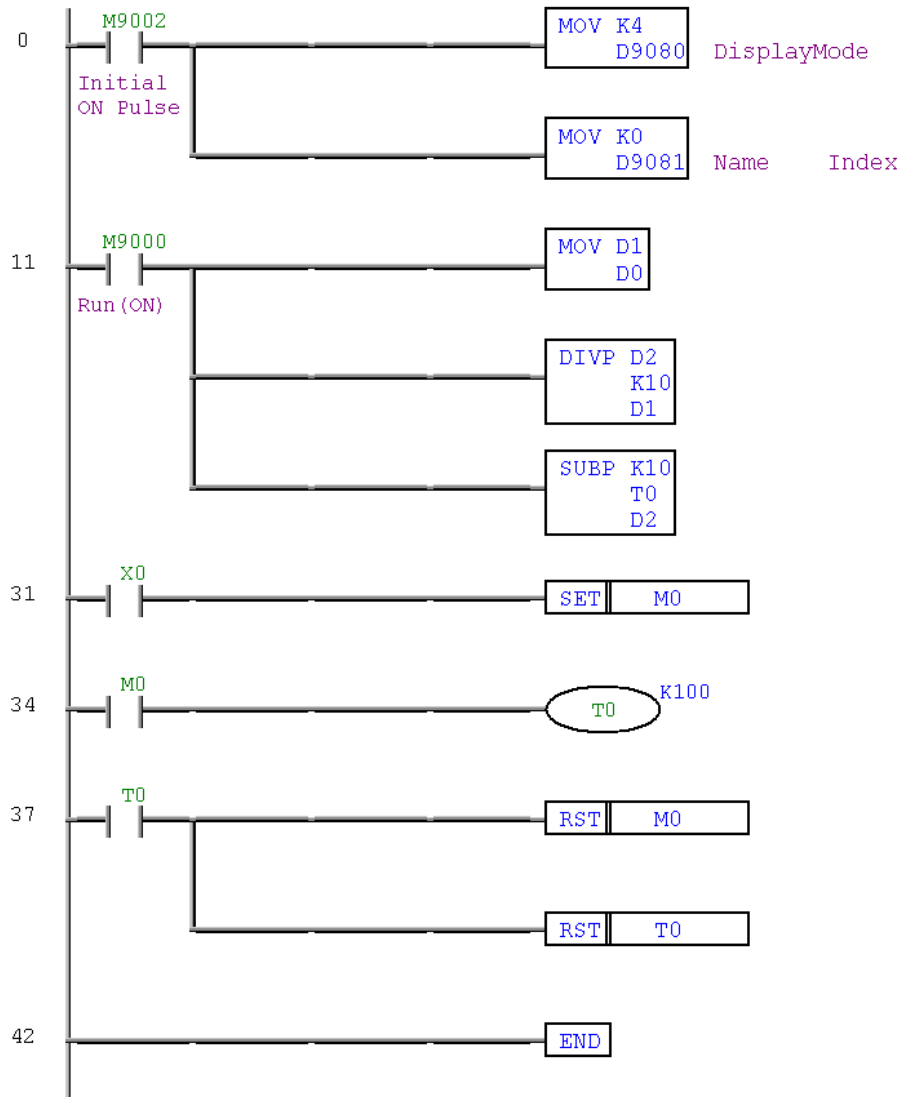 M9002
0
MOV K4
D9080 DisplayMode
Initial
ON Pulse
MOV K0
D9081 Name Index
M9000
11
MOV D1
D0
Run(ON)
DIVP D2
K10
D1
SUBP K10
T0
D2
X0
31
SET M0
M0
34
T0 K100
T0
37
RST M0
RST T0
42
END